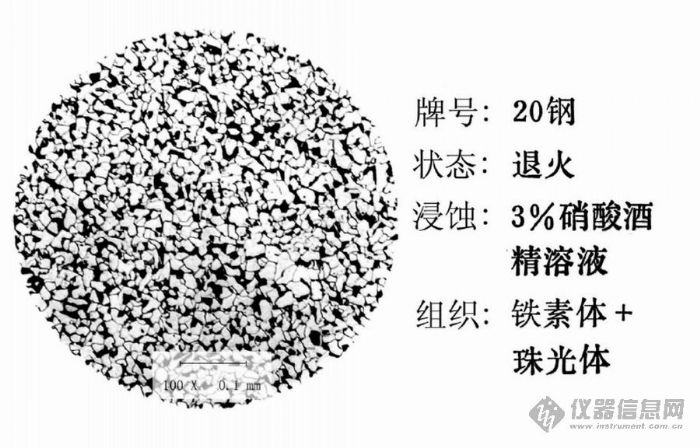 牌号: 20钢
状态: 退火
浸蚀: 3%硝酸酒
精溶液
组织: 铁素体+
珠光体
100 X 0.1 mm
仪器信息网
www.instrument.com.cn